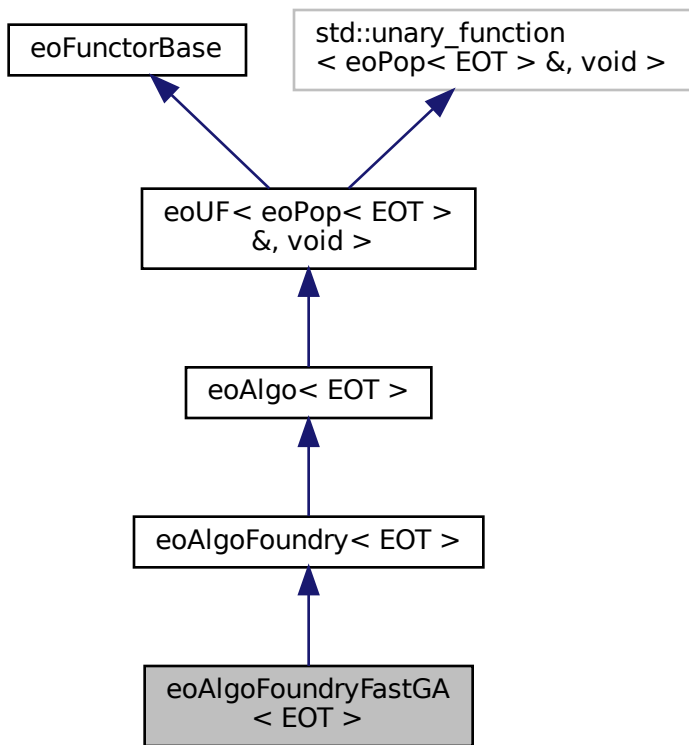 eoFunctorBase
std::unary_function
< eoPop< EOT > &, void >
eoUF< eoPop< EOT >
&, void >
eoAlgo< EOT >
eoAlgoFoundry< EOT >
eoAlgoFoundryFastGA
< EOT >